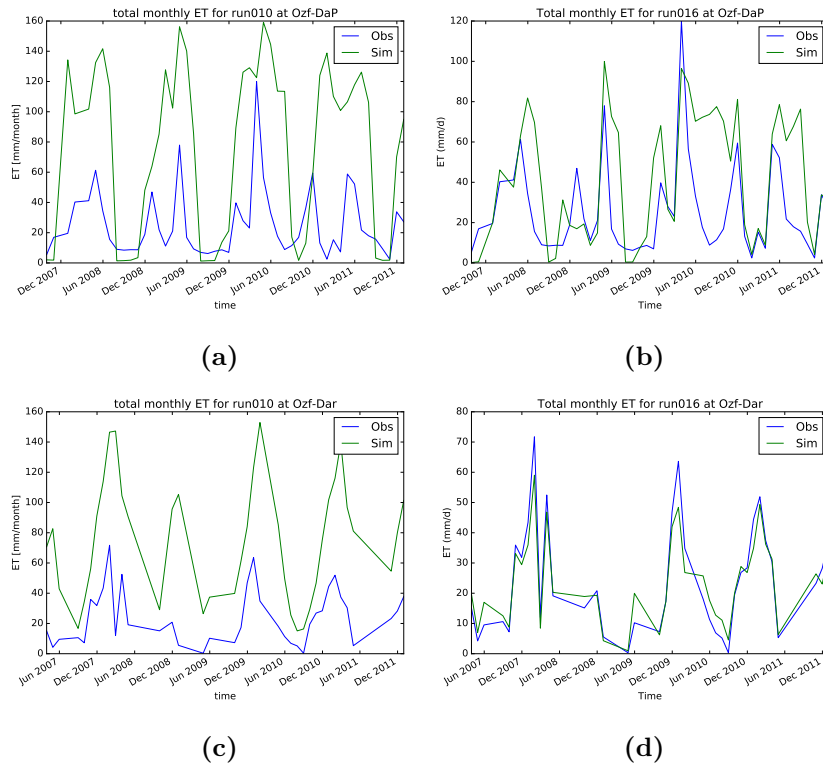 total monthly ET for run010 at Ozf-DaP
ET [mm/month]
160
140
120
100
80
60
40
20
0
Obs
Sim
Dec 2007
Jun 2008
Dec 2008
Jun 2009
Dec 2009
Jun 2010
Dec 2010
Jun 2011
Dec 2011
time
(a)
Total monthly ET for run016 at Ozf-DaP
ET (mm/d)
120
100
80
60
40
20
0
Obs
Sim
Dec 2007
Jun 2008
Dec 2008
Jun 2009
Dec 2009
Jun 2010
Dec 2010
Jun 2011
Dec 2011
Time
(b)
total monthly ET for run010 at Ozf-Dar
ET [mm/month]
160
140
120
100
80
60
40
20
0
Obs
Sim
Jun 2007
Dec 2007
Jun 2008
Dec 2008
Jun 2009
Dec 2009
Jun 2010
Dec 2010
Jun 2011
Dec 2011
time
(c)
Total monthly ET for run016 at Ozf-Dar
ET (mm/d)
80
70
60
50
40
30
20
10
0
Obs
Sim
Jun 2007
Dec 2007
Jun 2008
Dec 2008
Jun 2009
Dec 2009
Jun 2010
Dec 2010
Jun 2011
Dec 2011
Time
(d)